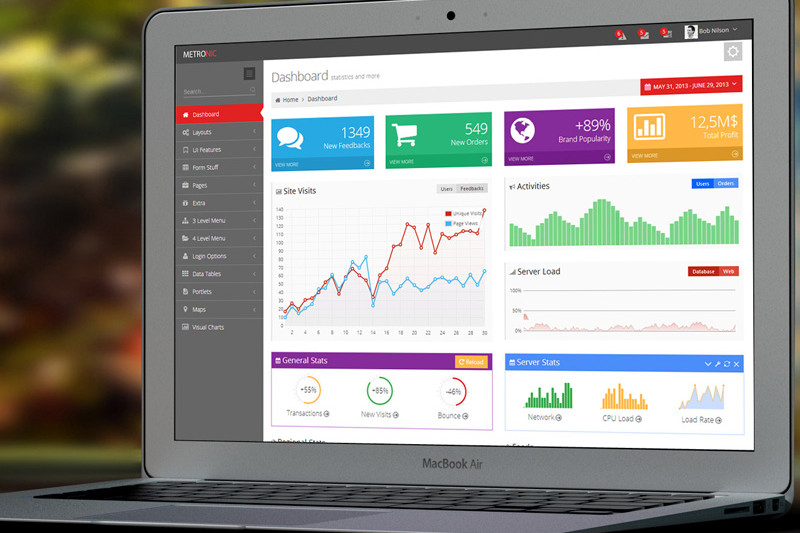 METRONIC
6
5
5
Bob Nilson
Search...
Dashboard
Layouts
UI Features
Form Stuff
Pages
Extra
3 Level Menu
4 Level Menu
Login Options
Data Tables
Portlets
Maps
Visual Charts
Dashboard statistics and more
Home > Dashboard
MAY 31, 2013 - JUNE 29, 2013
1349
New Feedbacks
VIEW MORE
549
New Orders
VIEW MORE
+89%
Brand Popularity
VIEW MORE
12,5M$
Total Profit
VIEW MORE
Site Visits
Users Feedbacks
Unique Visits
Page Views
140
130
120
110
100
90
80
70
60
50
40
30
20
10
0
2 4 6 8 10 12 14 16 18 20 22 24 26 28 30
Activities
Users Orders
Server Load
Database Web
100%
50%
0%
General Stats
Reload
+55%
Transactions
+85%
New Visits
-46%
Bounce
Server Stats
Network
CPU Load
Load Rate
Regional Stats
MacBook Air